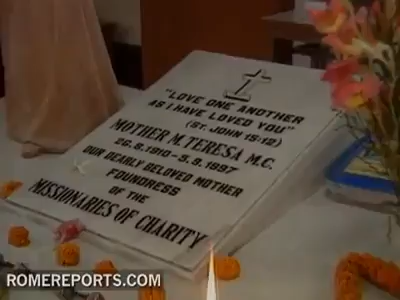 "LOVE ONE ANOTHER
AS I HAVE LOVED YOU"
(ST. JOHN 15:12)
MOTHER M. TERESA M.C.
26.8.1910-5.9.1997
OUR DEARLY BELOVED MOTHER
FOUNDRESS
OF THE
MISSIONARIES OF CHARITY
ROMEREPORTS.COM